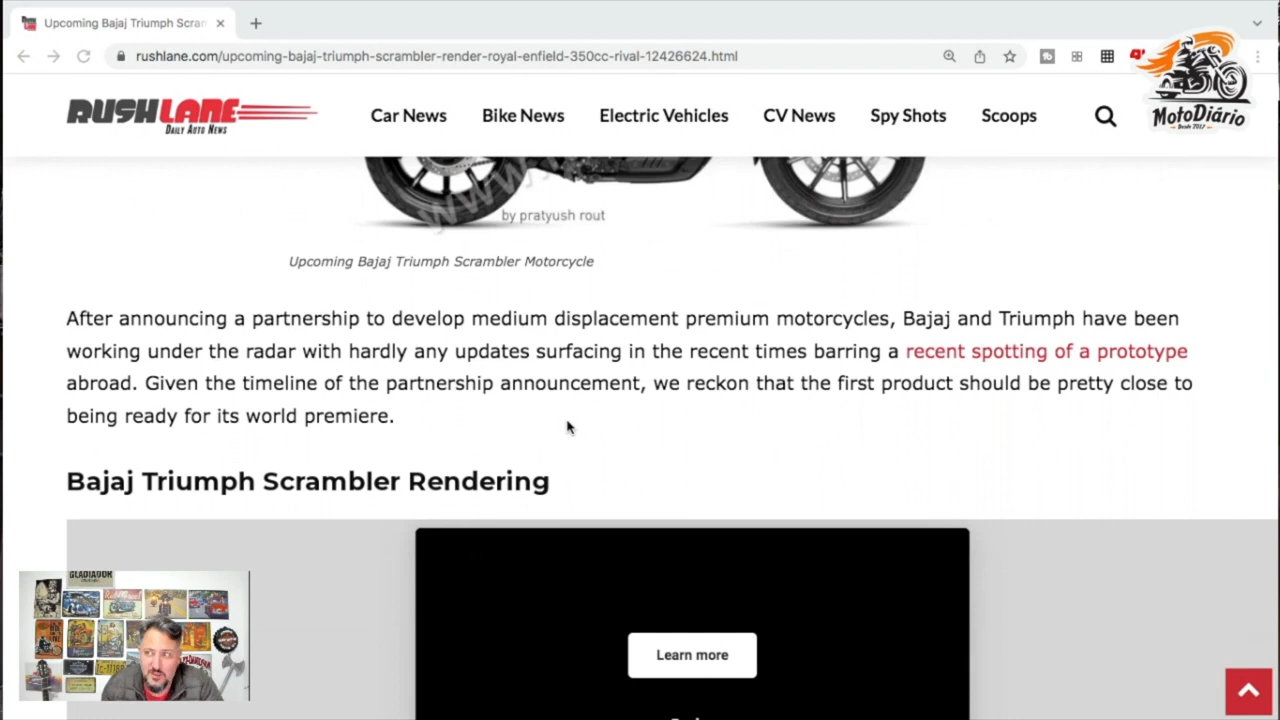 Upcoming Bajaj Triumph Scram
rushlane.com/upcoming-bajaj-triumph-scrambler-render-royal-enfield-350cc-rival-12426624.html
MotoDiário
Desde 2017
RUSHLANE
DAILY AUTO NEWS
Car News Bike News Electric Vehicles CV News Spy Shots Scoops
WWW.
by pratyush rout
Upcoming Bajaj Triumph Scrambler Motorcycle
After announcing a partnership to develop medium displacement premium motorcycles, Bajaj and Triumph have been
working under the radar with hardly any updates surfacing in the recent times barring a recent spotting of a prototype
abroad. Given the timeline of the partnership announcement, we reckon that the first product should be pretty close to
being ready for its world premiere.
Bajaj Triumph Scrambler Rendering
Learn more
GLADIADOR